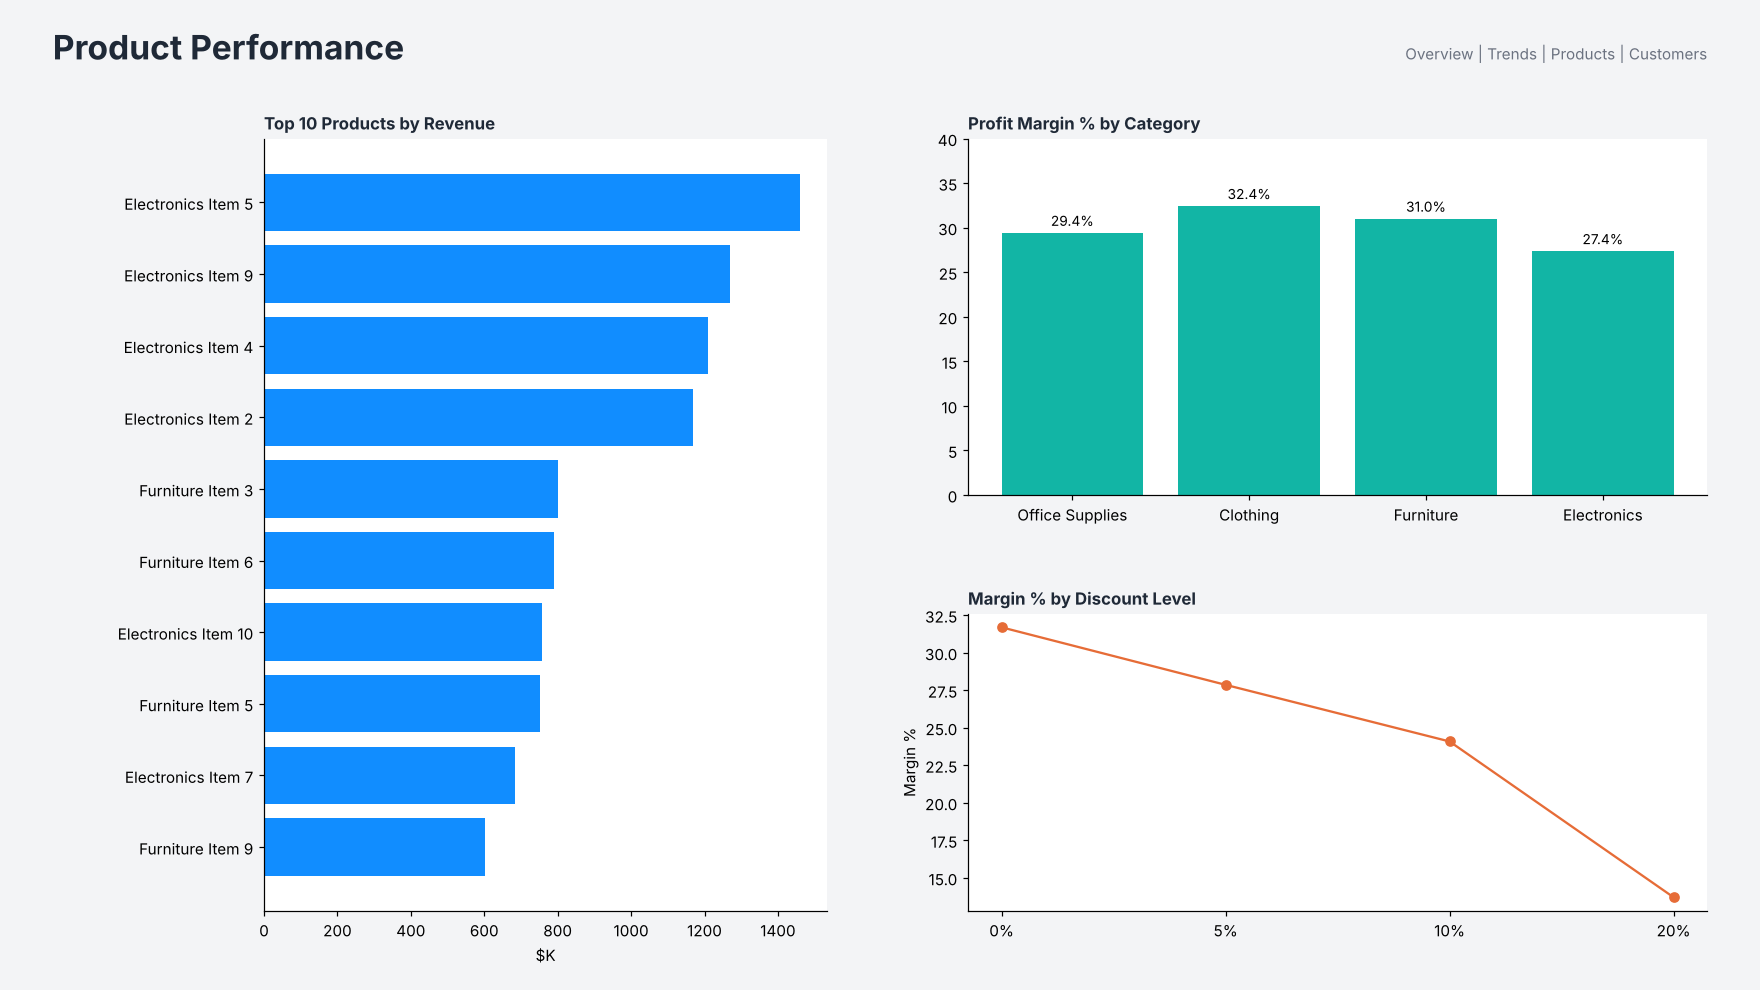 Product Performance
Overview | Trends | Products | Customers
Top 10 Products by Revenue
Electronics Item 5
Electronics Item 9
Electronics Item 4
Electronics Item 2
Furniture Item 3
Furniture Item 6
Electronics Item 10
Furniture Item 5
Electronics Item 7
Furniture Item 9
0 200 400 600 800 1000 1200 1400
$K
Profit Margin % by Category
40
35
30
25
20
15
10
5
0
29.4%
32.4%
31.0%
27.4%
Office Supplies Clothing Furniture Electronics
Margin % by Discount Level
Margin %
32.5
30.0
27.5
25.0
22.5
20.0
17.5
15.0
0% 5% 10% 20%